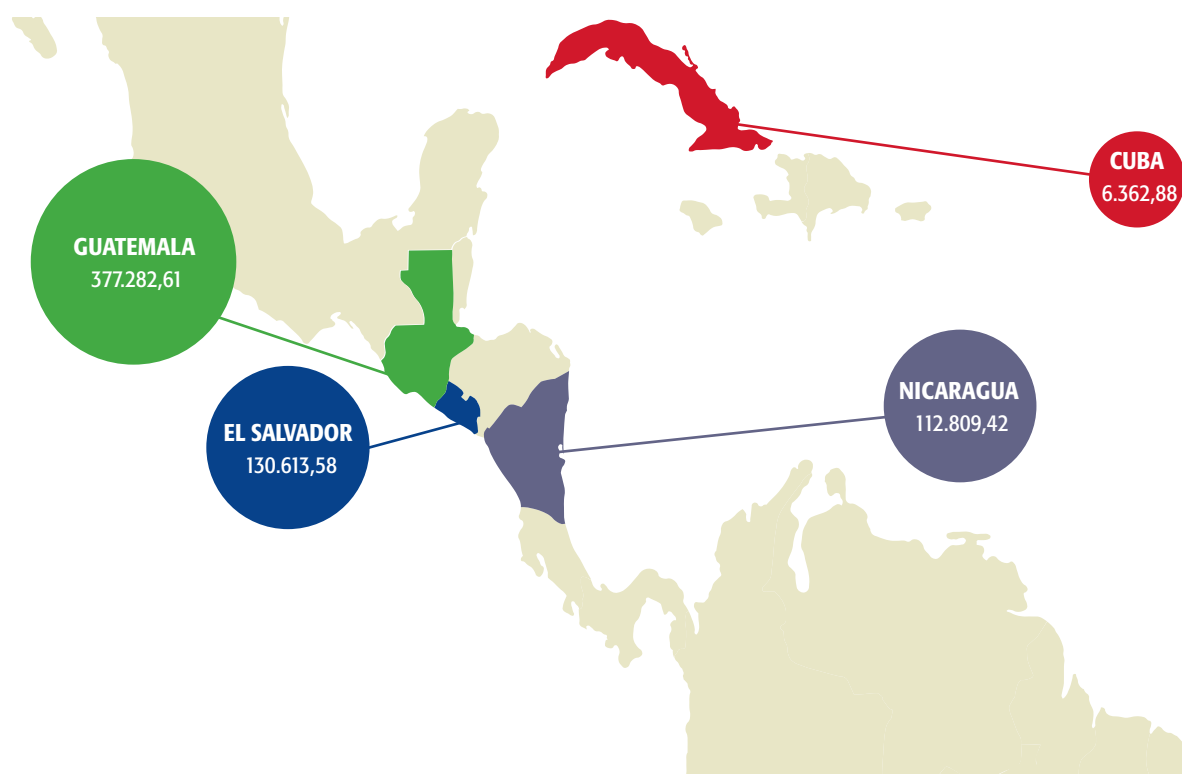 CUBA
6.362,88
GUATEMALA
377.282,61
NICARAGUA
112.809,42
EL SALVADOR
130.613,58